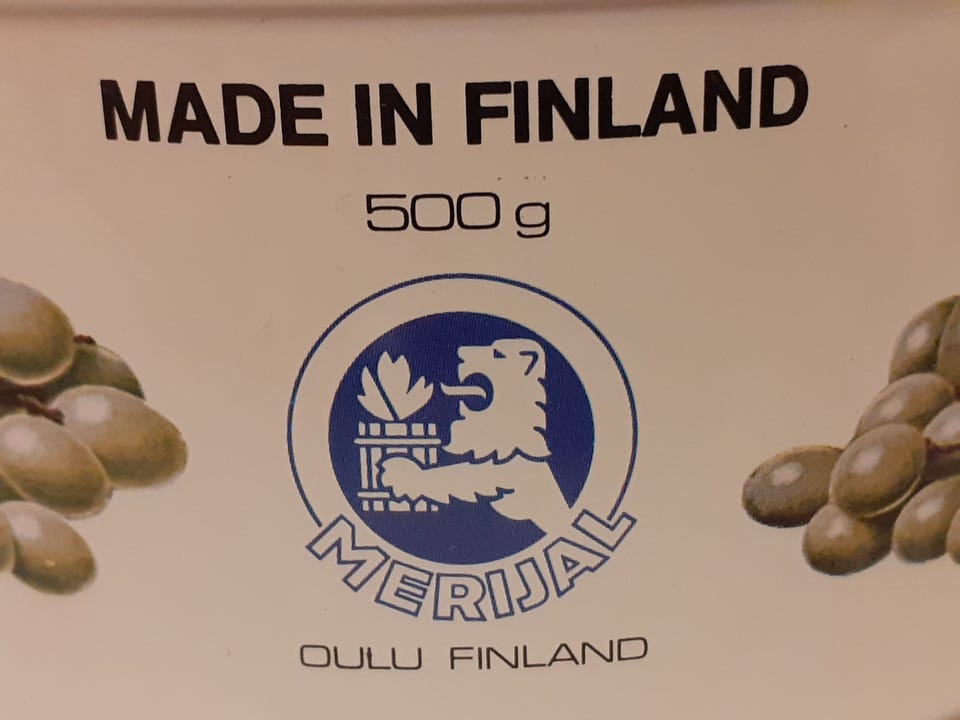 MADE IN FINLAND
500 g
MERIJAL
OULU FINLAND